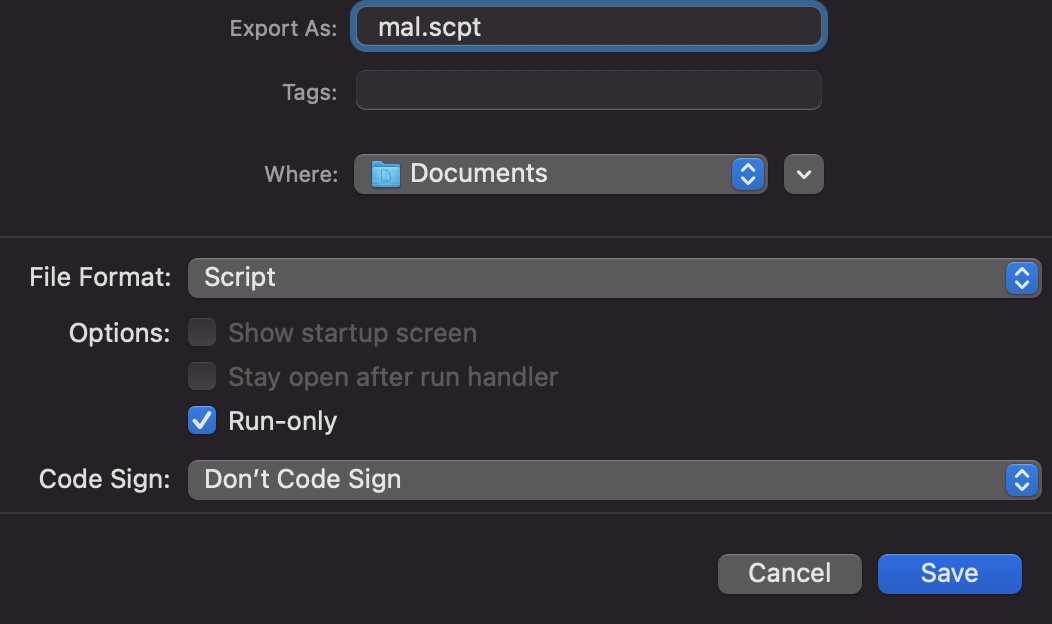 Export As: mal.scpt
Tags:
Where: Documents
File Format: Script
Options: Show startup screen
Stay open after run handler
Run-only
Code Sign: Don’t Code Sign
Cancel Save